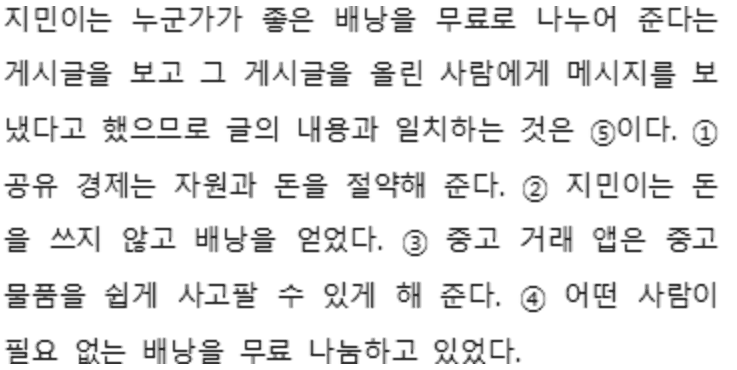 지민이는 누군가가 좋은 배낭을 무료로 나누어 준다는
게시글을 보고 그 게시글을 올린 사람에게 메시지를 보
냈다고 했으므로 글의 내용과 일치하는 것은 ⑤이다. ①
공유 경제는 자원과 돈을 절약해 준다. ② 지민이는 돈
을 쓰지 않고 배낭을 얻었다. ③ 중고 거래 앱은 중고
물품을 쉽게 사고팔 수 있게 해 준다. ④ 어떤 사람이
필요 없는 배낭을 무료 나눔하고 있었다.